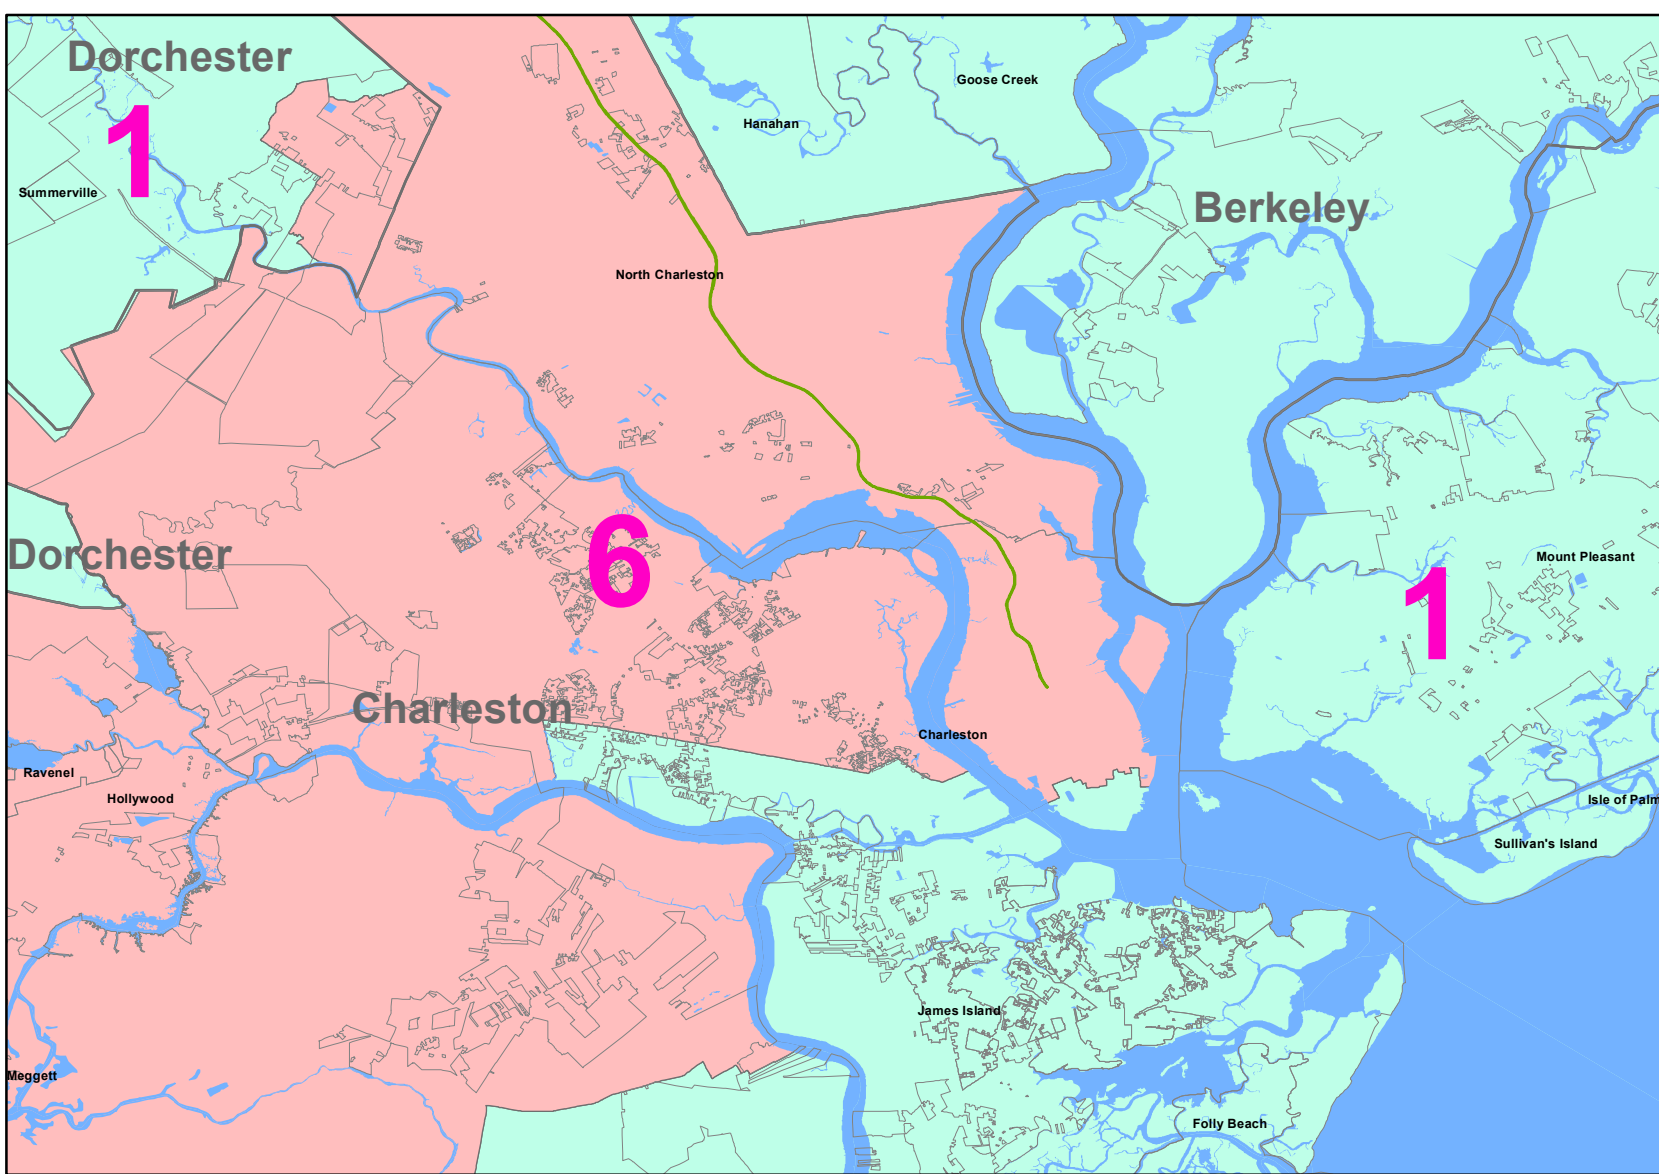 Dorchester
Goose Creek
1
Hanahan
Summerville
Berkeley
North Charleston
6
Dorchester
Mount Pleasant
1
Charleston
Charleston
Ravenel
Hollywood
Isle of Palm
Sullivan's Island
James Island
Meggett
Folly Beach